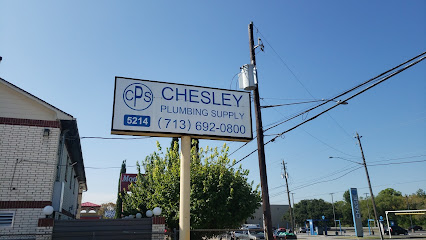 CPS
CHESLEY
PLUMBING SUPPLY
5214
(713) 692-0800